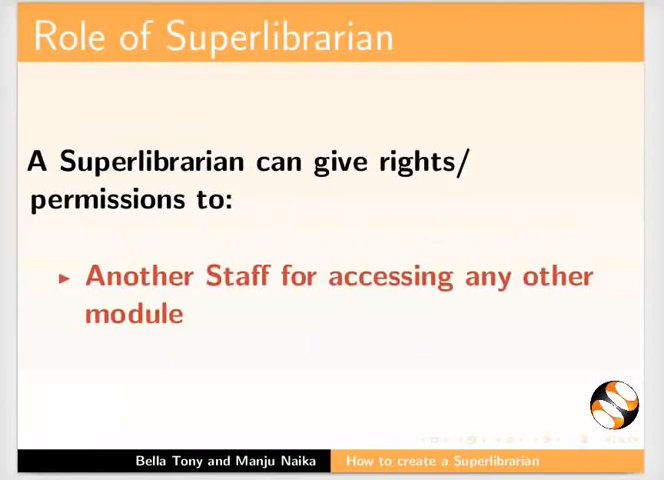 Role of Superlibrarian
A Superlibrarian can give rights/
permissions to:
Another Staff for accessing any other
module
Bella Tony and Manju Naika
How to create a Superlibrarian